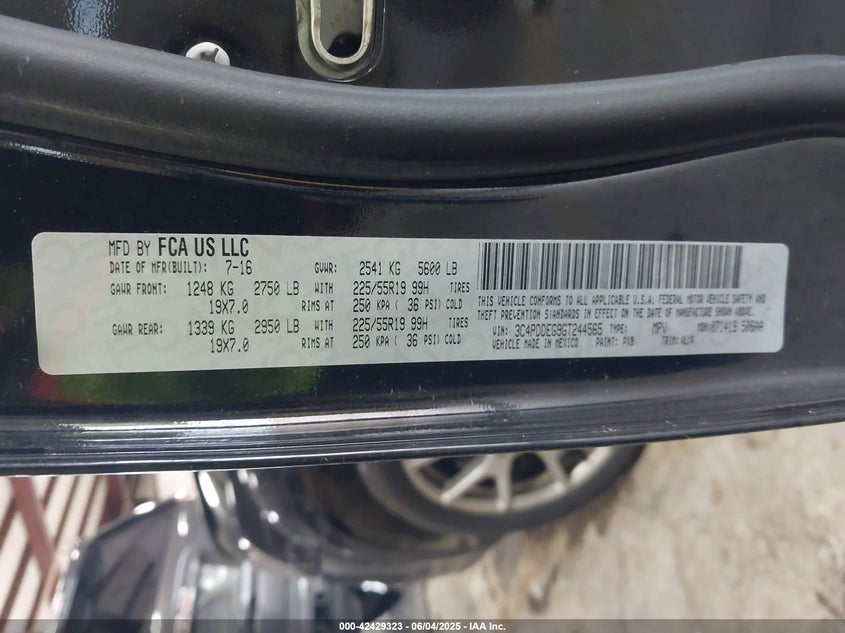 MFD BY FCA US LLC
DATE OF MFR(BUILT): 7-16 GVWR: 2541 KG 5600 LB
GAWR FRONT: 1248 KG 2750 LB WITH 225/55R19 99H TIRES
19X7.0 RIMS AT 250 KPA ( 36 PSI) COLD
GAWR REAR: 1339 KG 2950 LB WITH 225/55R19 99H TIRES
19X7.0 RIMS AT 250 KPA ( 36 PSI) COLD
THIS VEHICLE CONFORMS TO ALL APPLICABLE U.S.A. FEDERAL MOTOR VEHICLE SAFETY AND
THEFT PREVENTION STANDARDS IN EFFECT ON THE DATE OF MANUFACTURE SHOWN ABOVE.
VIN: 3C4PDDEG9GT244565 TYPE: MPV MDH: 071419 506AA
VEHICLE MADE IN MEXICO PAINT: PX8 TRIM:
000-42429323 - 06/04/2025 - IAA Inc.